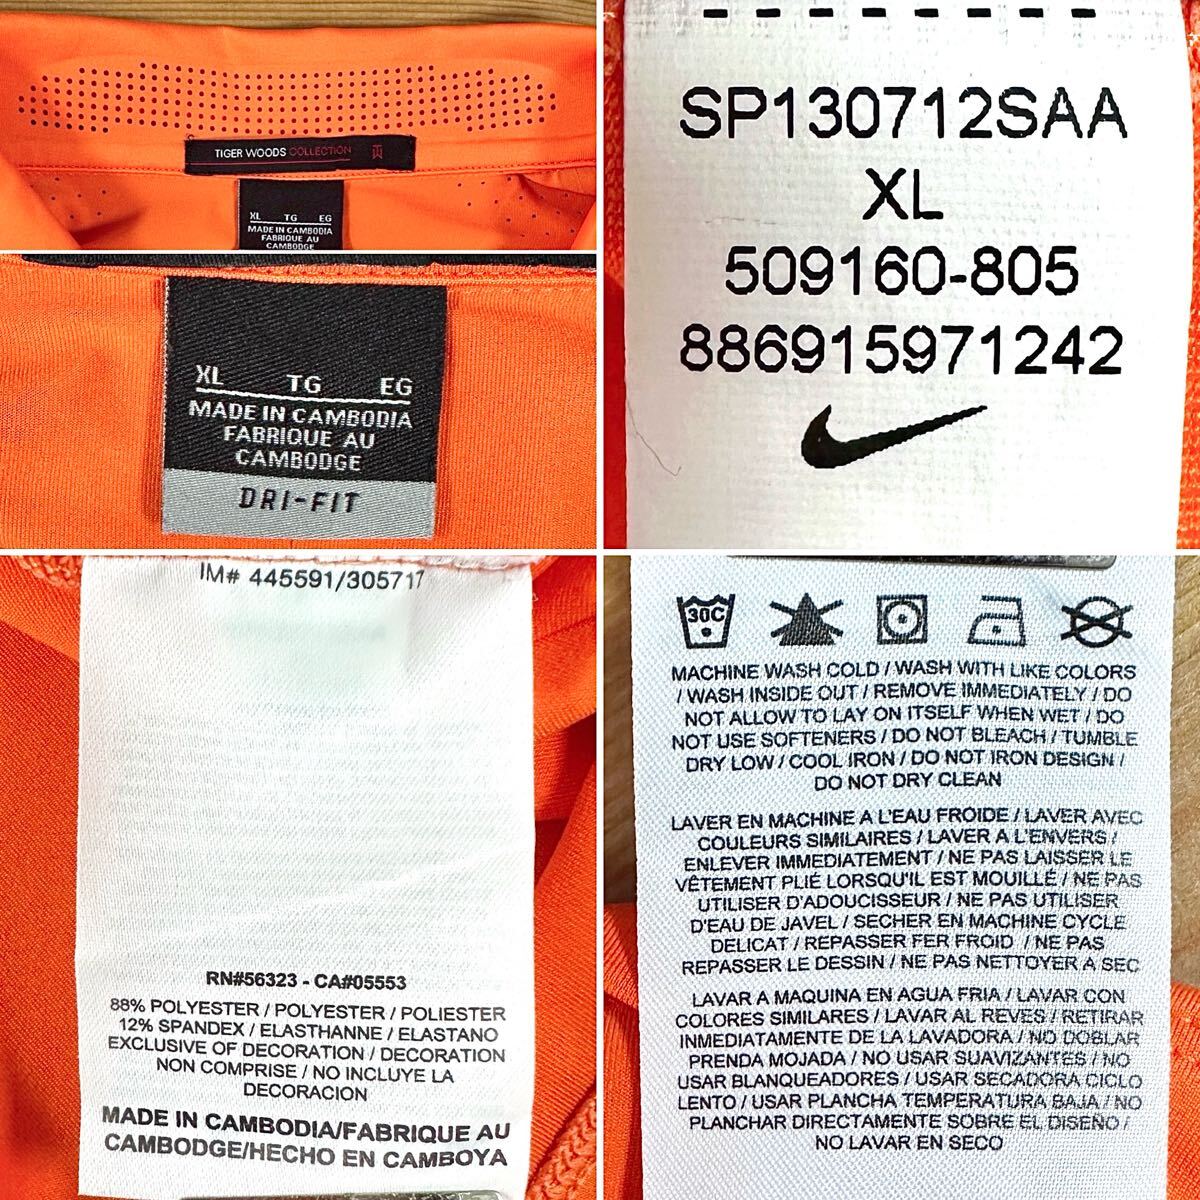 TIGER WOODS COLLECTION TW
XL TG EG
MADE IN CAMBODIA
FABRIQUE AU
CAMBODGE
XL TG EG
MADE IN CAMBODIA
FABRIQUE AU
CAMBODGE
DRI-FIT
SP130712SAA
XL
509160-805
886915971242
IM# 445591/305717
RN#56323 - CA#05553
88% POLYESTER / POLYESTER / POLIESTER
12% SPANDEX / ELASTHANNE / ELASTANO
EXCLUSIVE OF DECORATION / DECORATION
NON COMPRISE / NO INCLUYE LA
DECORACION
MADE IN CAMBODIA/FABRIQUE AU
CAMBODGE/HECHO EN CAMBOYA
30C
MACHINE WASH COLD / WASH WITH LIKE COLORS
/ WASH INSIDE OUT / REMOVE IMMEDIATELY / DO
NOT ALLOW TO LAY ON ITSELF WHEN WET / DO
NOT USE SOFTENERS / DO NOT BLEACH / TUMBLE
DRY LOW / COOL IRON / DO NOT IRON DESIGN /
DO NOT DRY CLEAN
LAVER EN MACHINE A L'EAU FROIDE / LAVER AVEC
COULEURS SIMILAIRES / LAVER A L'ENVERS /
ENLEVER IMMEDIATEMENT / NE PAS LAISSER LE
VÊTEMENT PLIÉ LORSQU'IL EST MOUILLÉ / NE PAS
UTILISER D'ADOUCISSEUR / NE PAS UTILISER
D'EAU DE JAVEL / SECHER EN MACHINE CYCLE
DELICAT / REPASSER FER FROID / NE PAS
REPASSER LE DESSIN / NE PAS NETTOYER A SEC
LAVAR A MAQUINA EN AGUA FRIA / LAVAR CON
COLORES SIMILARES / LAVAR AL REVES / RETIRAR
INMEDIATAMENTE DE LA LAVADORA / NO DOBLAR
PRENDA MOJADA / NO USAR SUAVIZANTES / NO
USAR BLANQUEADORES / USAR SECADORA CICLO
LENTO / USAR PLANCHA TEMPERATURA BAJA / NO
PLANCHAR DIRECTAMENTE SOBRE EL DISEÑO /
NO LAVAR EN SECO